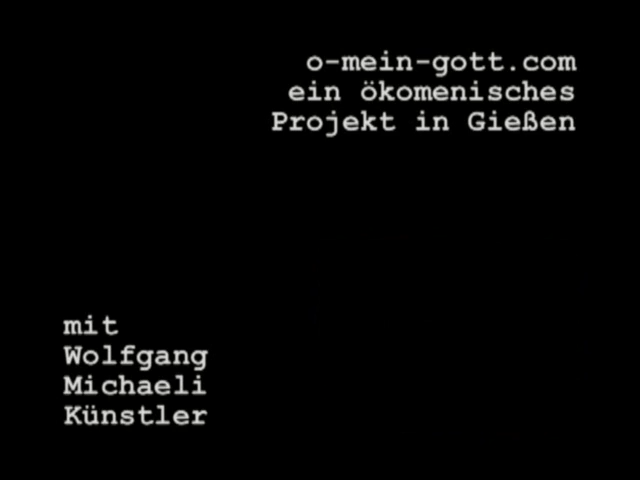 o-mein-gott.com
ein ökomenisches
Projekt in Gießen
mit
Wolfgang
Michaeli
Künstler